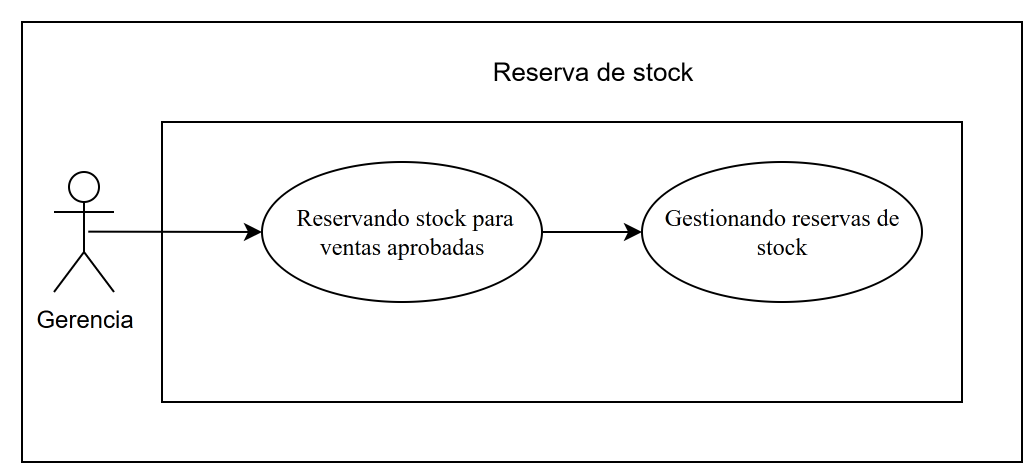 Reserva de stock
Reservando stock para
ventas aprobadas
Gestionando reservas de
stock
Gerencia